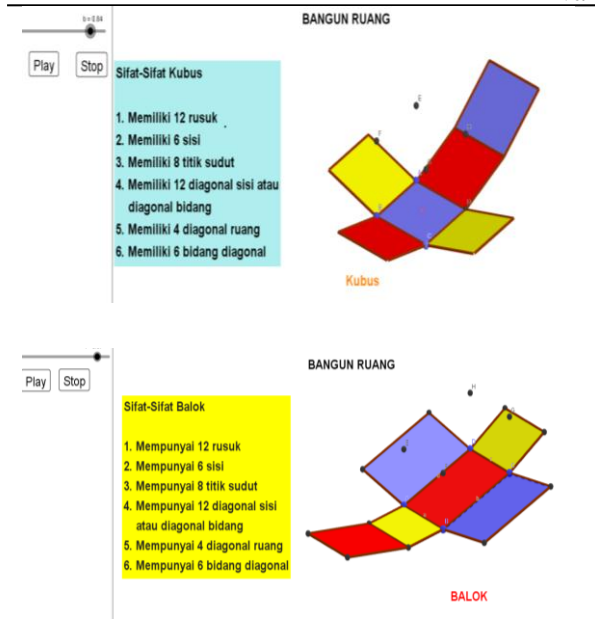 BANGUN RUANG
Play
Stop
Sifat-Sifat Kubus
1. Memiliki 12 rusuk
2. Memiliki 6 sisi
3. Memiliki 8 titik sudut
4. Memiliki 12 diagonal sisi atau
diagonal bidang
5. Memiliki 4 diagonal ruang
6. Memiliki 6 bidang diagonal
E
F
Kubus
BANGUN RUANG
Play
Stop
Sifat-Sifat Balok
1. Mempunyai 12 rusuk
2. Mempunyai 6 sisi
3. Mempunyai 8 titik sudut
4. Mempunyai 12 diagonal sisi
atau diagonal bidang
5. Mempunyai 4 diagonal ruang
6. Mempunyai 6 bidang diagonal
H
BALOK